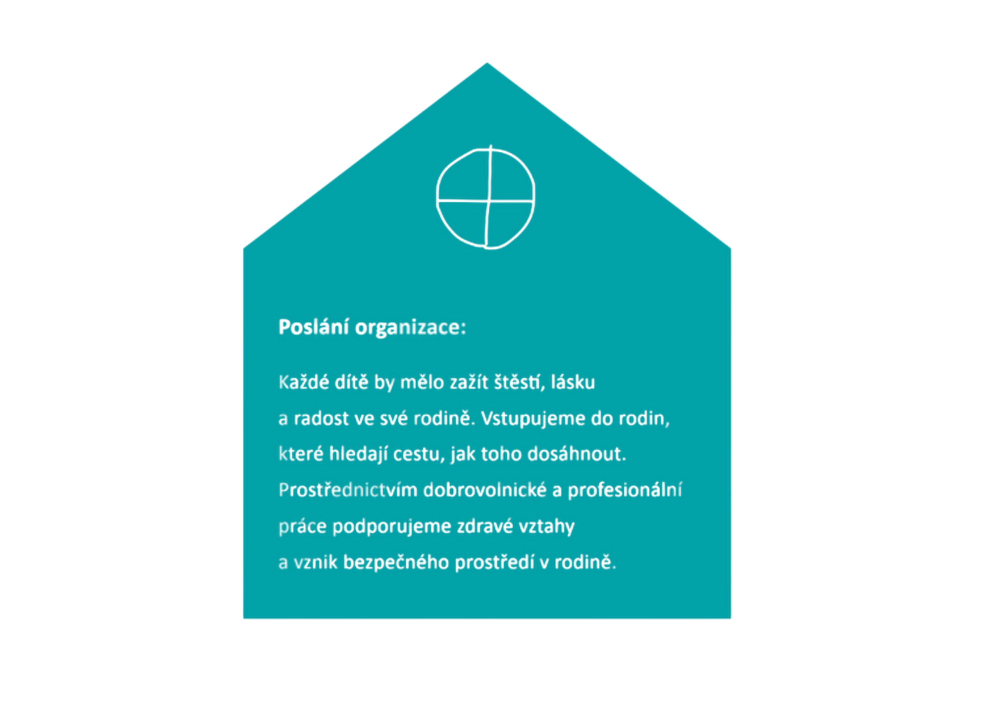 Poslání organizace:
Každé dítě by mělo zažít štěstí, lásku
a radost ve své rodině. Vstupujeme do rodin,
které hledají cestu, jak toho dosáhnout.
Prostřednictvím dobrovolnické a profesionální
práce podporujeme zdravé vztahy
a vznik bezpečného prostředí v rodině.